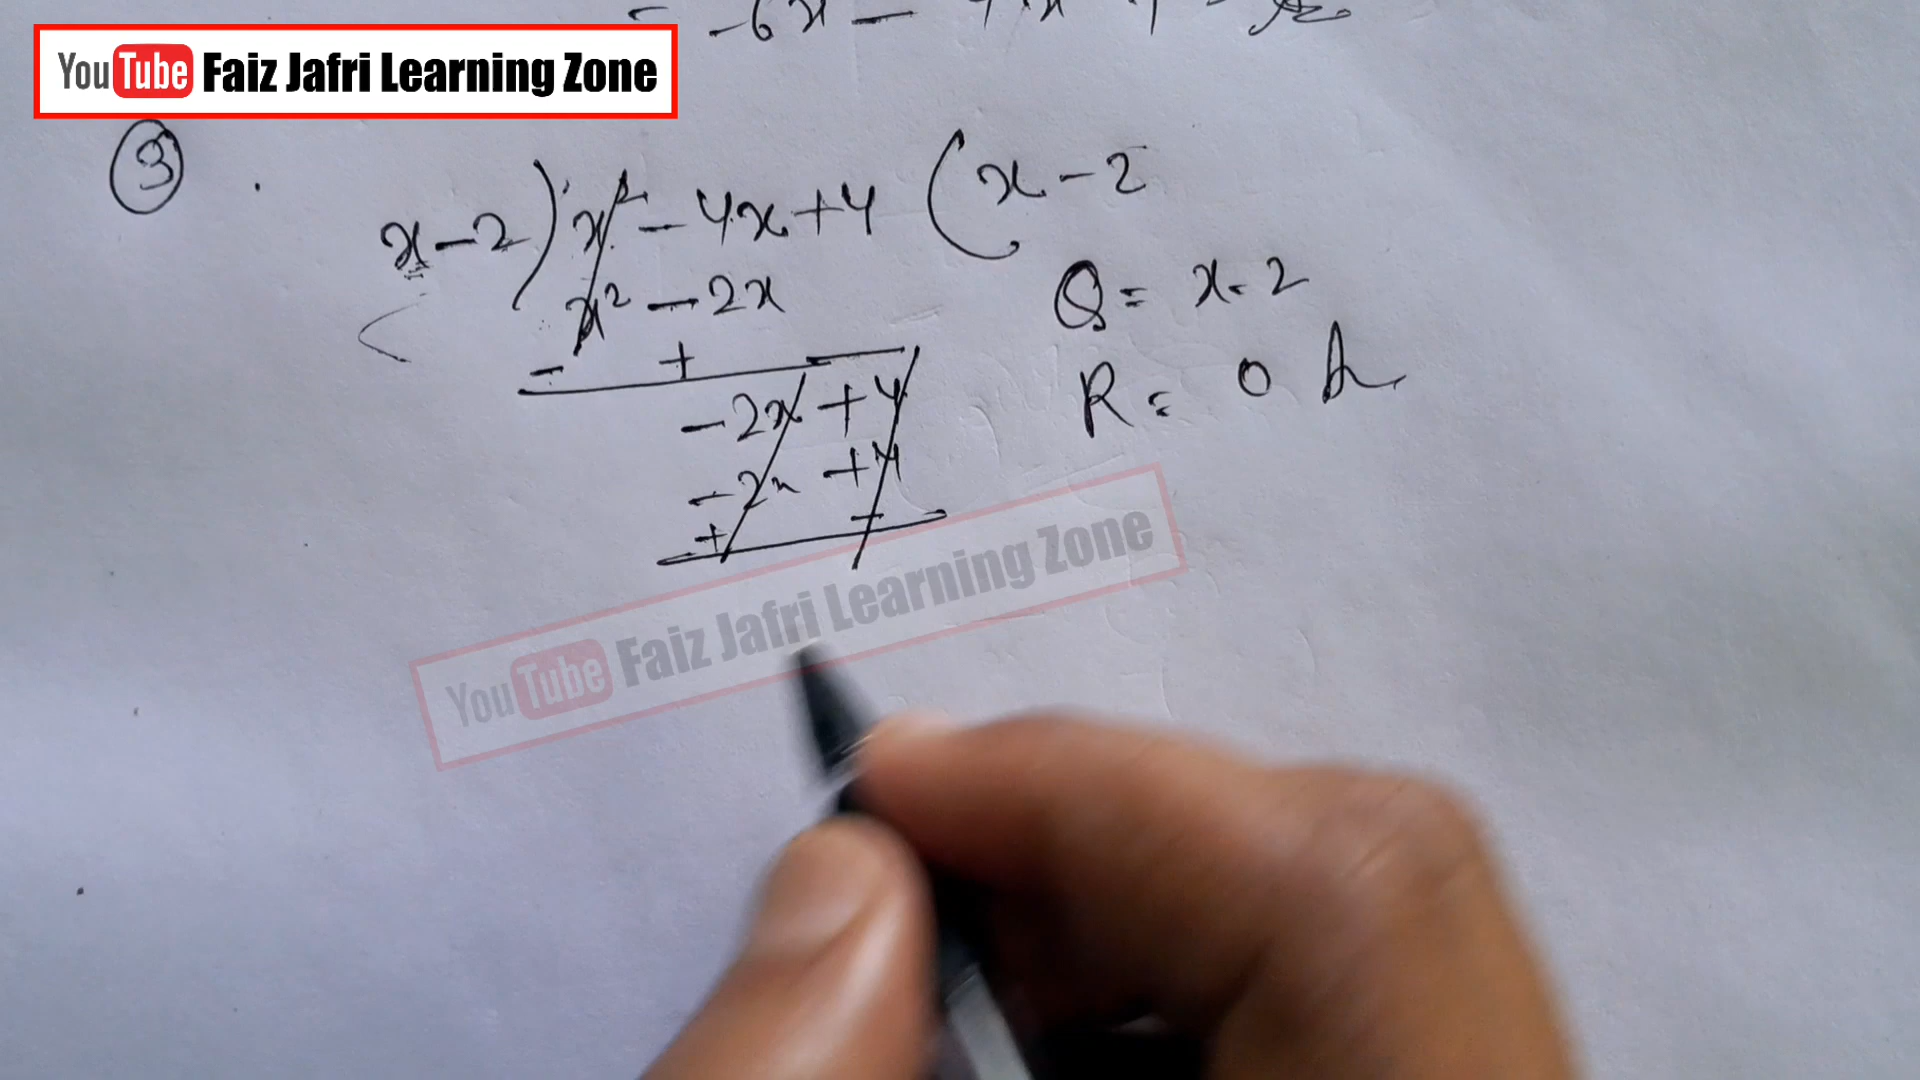 = -6x -
YouTube Faiz Jafri Learning Zone
3
x-2 ) x² - 4x + 4 ( x - 2
x² - 2x
- +
-2x + 4
-2x + 4
+ -
Q = x - 2
R = 0
YouTube Faiz Jafri Learning Zone